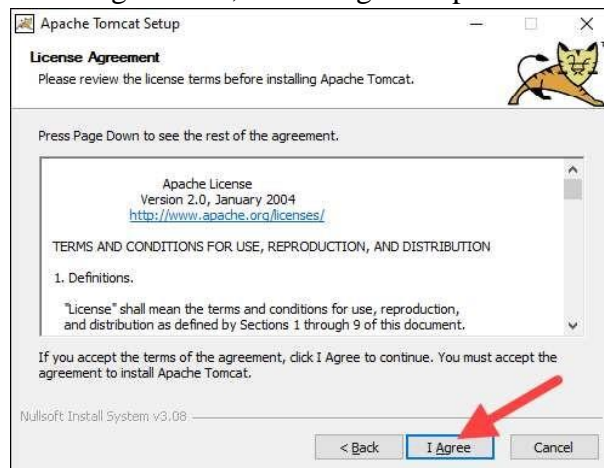 Apache Tomcat Setup
License Agreement
Please review the license terms before installing Apache Tomcat.
Press Page Down to see the rest of the agreement.
Apache License
Version 2.0, January 2004
http://www.apache.org/licenses/
TERMS AND CONDITIONS FOR USE, REPRODUCTION, AND DISTRIBUTION
1. Definitions.
"License" shall mean the terms and conditions for use, reproduction,
and distribution as defined by Sections 1 through 9 of this document.
If you accept the terms of the agreement, click I Agree to continue. You must accept the
agreement to install Apache Tomcat.
Nullsoft Install System v3.08
< Back I Agree Cancel